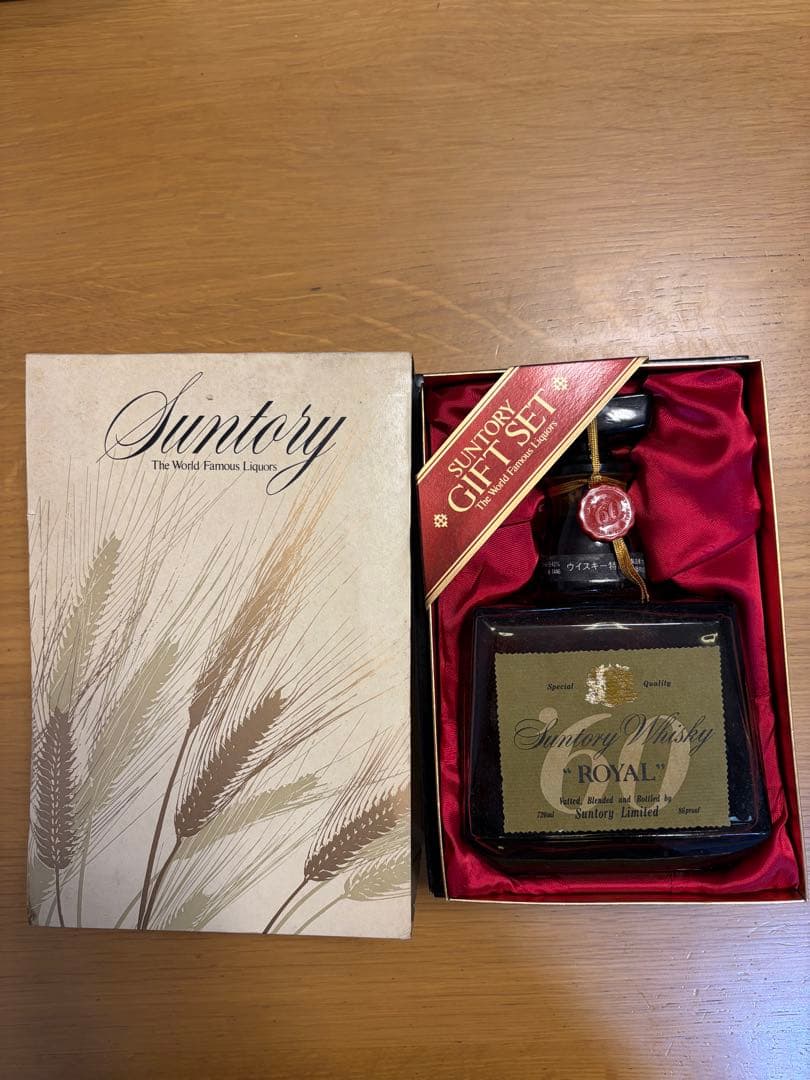 Suntory
The World Famous Liquors
SUNTORY
GIFT SET
The World Famous Liquors
'60
ウイスキー特
Special Quality
'60
Suntory Whisky
"ROYAL"
Vatted, Blended and Bottled by
720ml Suntory Limited 86proof